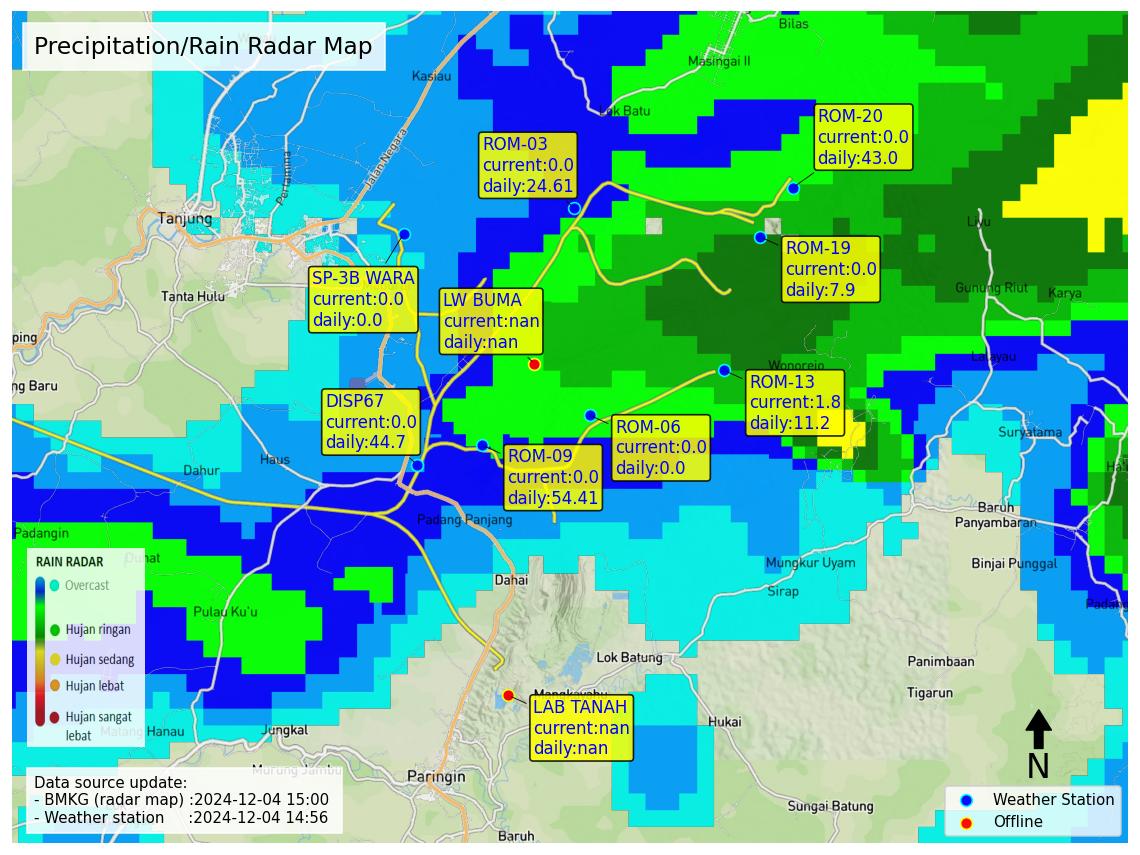 Precipitation/Rain Radar Map
Bilas
Masingai II
Kasiau
Lok Batu
Jalan Negara
Pertamina
ROM-20
current:0.0
daily:43.0
ROM-03
current:0.0
daily:24.61
Tanjung
Liyu
ROM-19
current:0.0
daily:7.9
SP-3B WARA
current:0.0
daily:0.0
Tanta Hulu
LW BUMA
current:nan
daily:nan
Gunung Riut
Karya
ping
Lalayau
Wonorejo
ng Baru
ROM-13
current:1.8
daily:11.2
DISP67
current:0.0
daily:44.7
ROM-06
current:0.0
daily:0.0
Suryatama
ROM-09
current:0.0
daily:54.41
Haus
Dahur
Baruh
Panyambaran
Padang Panjang
Padangin
Binjai Punggal
Mungkur Uyam
Dahai
Sirap
Padang
Pulau Ku`u
RAIN RADAR
Overcast
Hujan ringan
Hujan sedang
Hujan lebat
Hujan sangat
lebat
Lok Batung
Panimbaan
Tigarun
Mangkayahu
LAB TANAH
current:nan
daily:nan
Hukai
Jungkal
Matang Hanau
Murung Jambu
Paringin
Sungai Batung
Baruh
N
Data source update:
- BMKG (radar map) :2024-12-04 15:00
- Weather station :2024-12-04 14:56
Weather Station
Offline